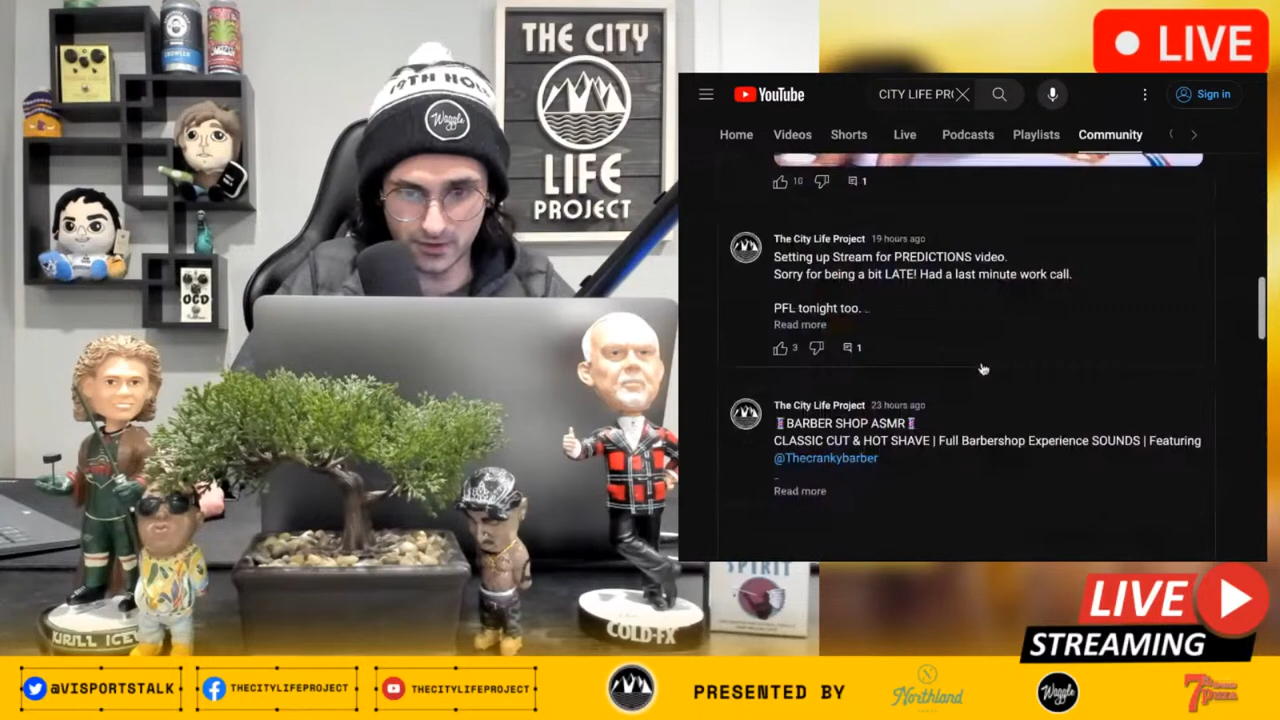 THE CITY
LIFE
PROJECT
19TH HOLE
Waggle
OCD
KIRILL ICE
COLD-FX
SPIRIT
LIVE
YouTube
CITY LIFE PR
Sign in
Home
Videos
Shorts
Live
Podcasts
Playlists
Community
10
1
The City Life Project 19 hours ago
Setting up Stream for PREDICTIONS video.
Sorry for being a bit LATE! Had a last minute work call.
PFL tonight too. ..
Read more
3
1
The City Life Project 23 hours ago
💈BARBER SHOP ASMR💈
CLASSIC CUT & HOT SHAVE | Full Barbershop Experience SOUNDS | Featuring
@Thecrankybarber
..
Read more
LIVE
STREAMING
@VISPORTSTALK
THECITYLIFEPROJECT
THECITYLIFEPROJECT
PRESENTED BY
Northland
Waggle
PIZZA